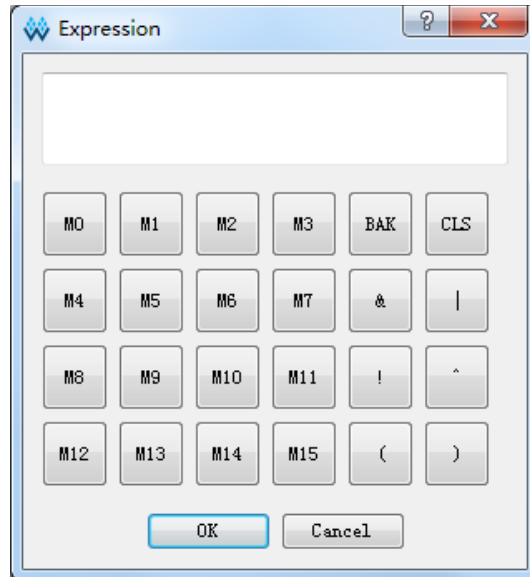 Expression
?
M0 M1 M2 M3 BAK CLS
M4 M5 M6 M7 & |
M8 M9 M10 M11 ! ^
M12 M13 M14 M15 ( )
OK Cancel